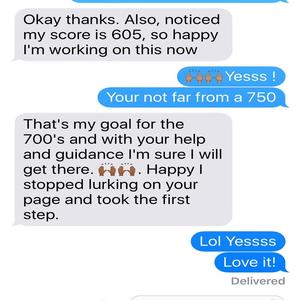 Okay thanks. Also, noticed
my score is 605, so happy
I'm working on this now
🙌🏽🙌🏽🙌🏽🙌🏽 Yesss !
Your not far from a 750
That's my goal for the
700's and with your help
and guidance I'm sure I will
get there. 🙌🏾🙌🏾. Happy I
stopped lurking on your
page and took the first
step.
Lol Yessss
Love it!
Delivered